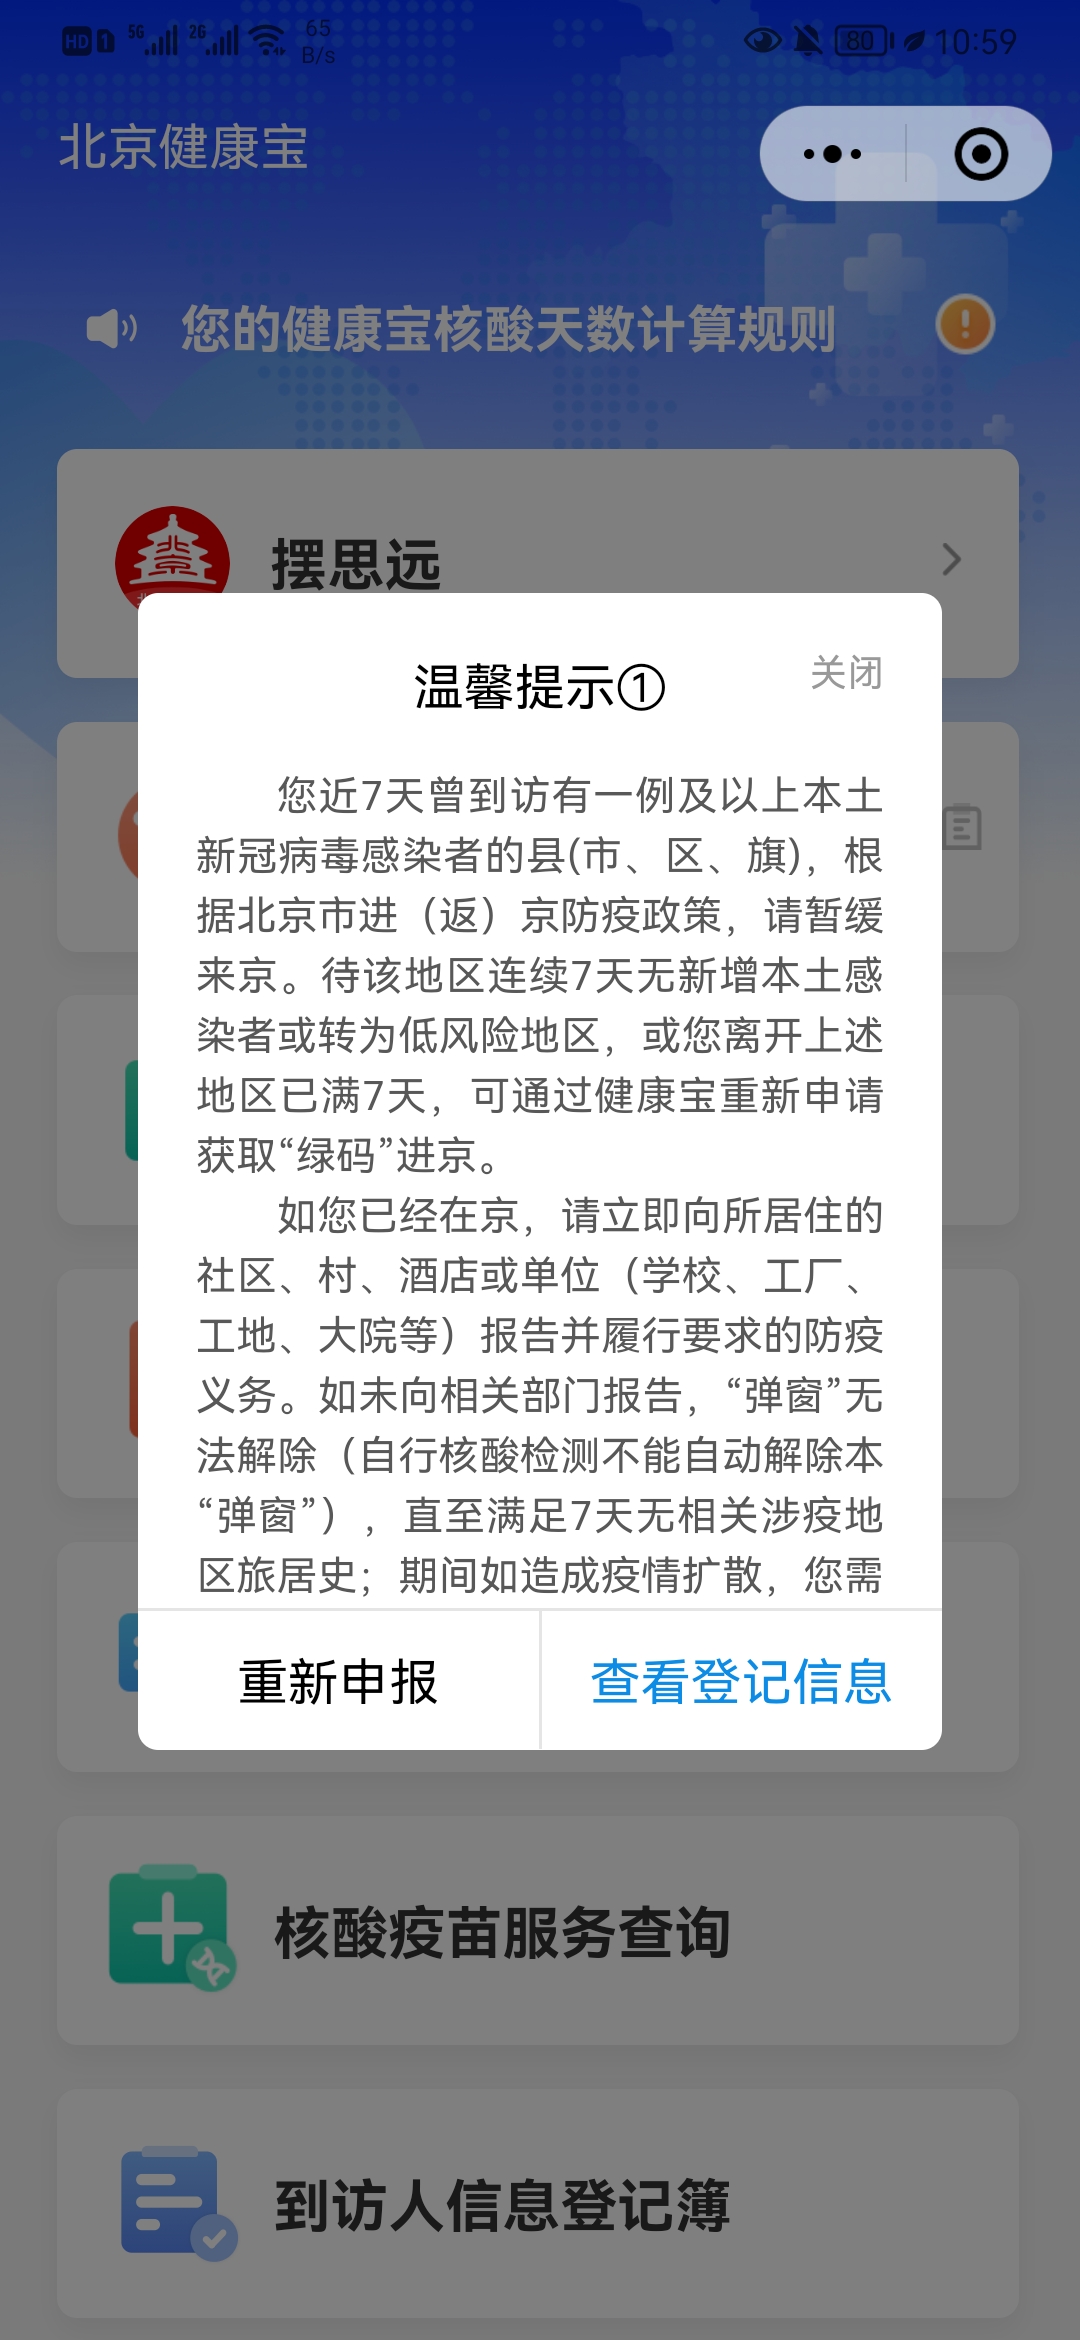 HD 1 5G 2G 65 B/s 80 10:59
北京健康宝
您的健康宝核酸天数计算规则
摆思远
温馨提示①
关闭
您近7天曾到访有一例及以上本土
新冠病毒感染者的县(市、区、旗)，根
据北京市进（返）京防疫政策，请暂缓
来京。待该地区连续7天无新增本土感
染者或转为低风险地区，或您离开上述
地区已满7天，可通过健康宝重新申请
获取“绿码”进京。
如您已经在京，请立即向所居住的
社区、村、酒店或单位（学校、工厂、
工地、大院等）报告并履行要求的防疫
义务。如未向相关部门报告，“弹窗”无
法解除（自行核酸检测不能自动解除本
“弹窗”），直至满足7天无相关涉疫地
区旅居史；期间如造成疫情扩散，您需
重新申报
查看登记信息
核酸疫苗服务查询
到访人信息登记簿